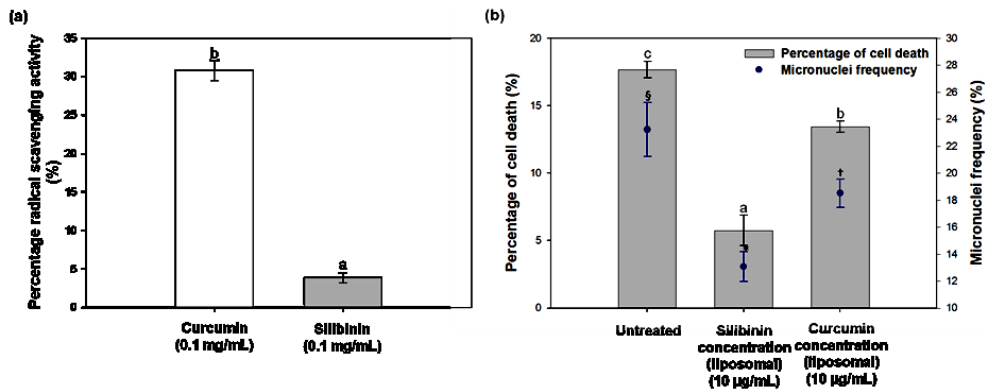 (a)
Percentage radical scavenging activity
(%)
35
30
25
20
15
10
5
0
b
a
Curcumin
(0.1 mg/mL)
Silibinin
(0.1 mg/mL)
(b)
Percentage of cell death (%)
20
15
10
5
0
Percentage of cell death
Micronuclei frequency
c
§
a
*
b
†
30
28
26
24
22
20
18
16
14
12
10
Micronuclei frequency (%)
Untreated
Silibinin
concentration
(liposomal)
(10 µg/mL)
Curcumin
concentration
(liposomal)
(10 µg/mL)